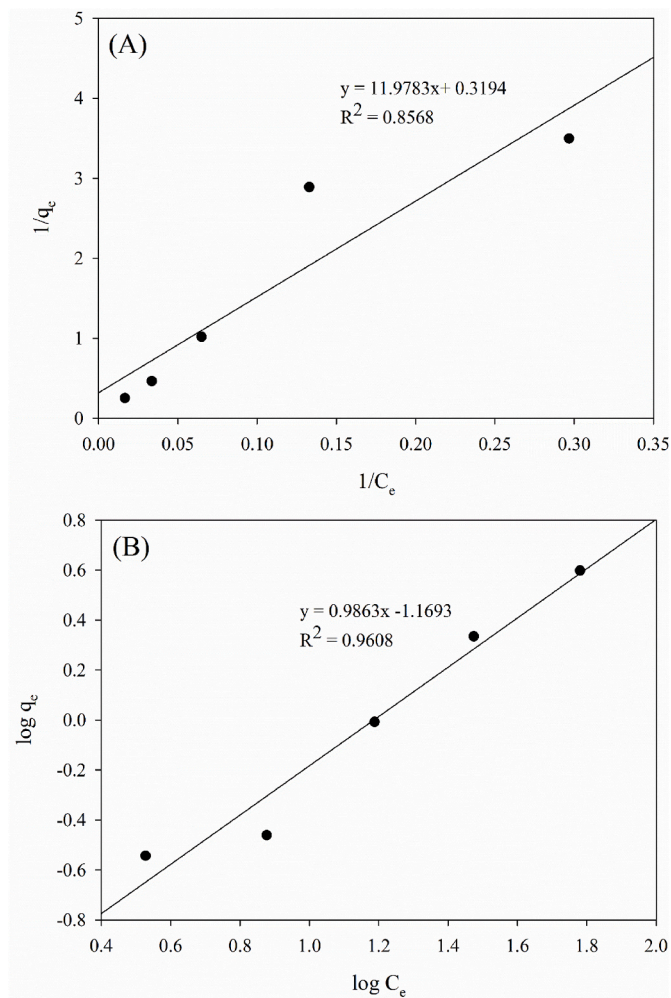 (A)
y = 11.9783x+ 0.3194
R² = 0.8568
5
4
3
2
1
0
1/qₑ
0.00 0.05 0.10 0.15 0.20 0.25 0.30 0.35
1/Cₑ
(B)
y = 0.9863x -1.1693
R² = 0.9608
0.8
0.6
0.4
0.2
0.0
-0.2
-0.4
-0.6
-0.8
log qₑ
0.4 0.6 0.8 1.0 1.2 1.4 1.6 1.8 2.0
log Cₑ